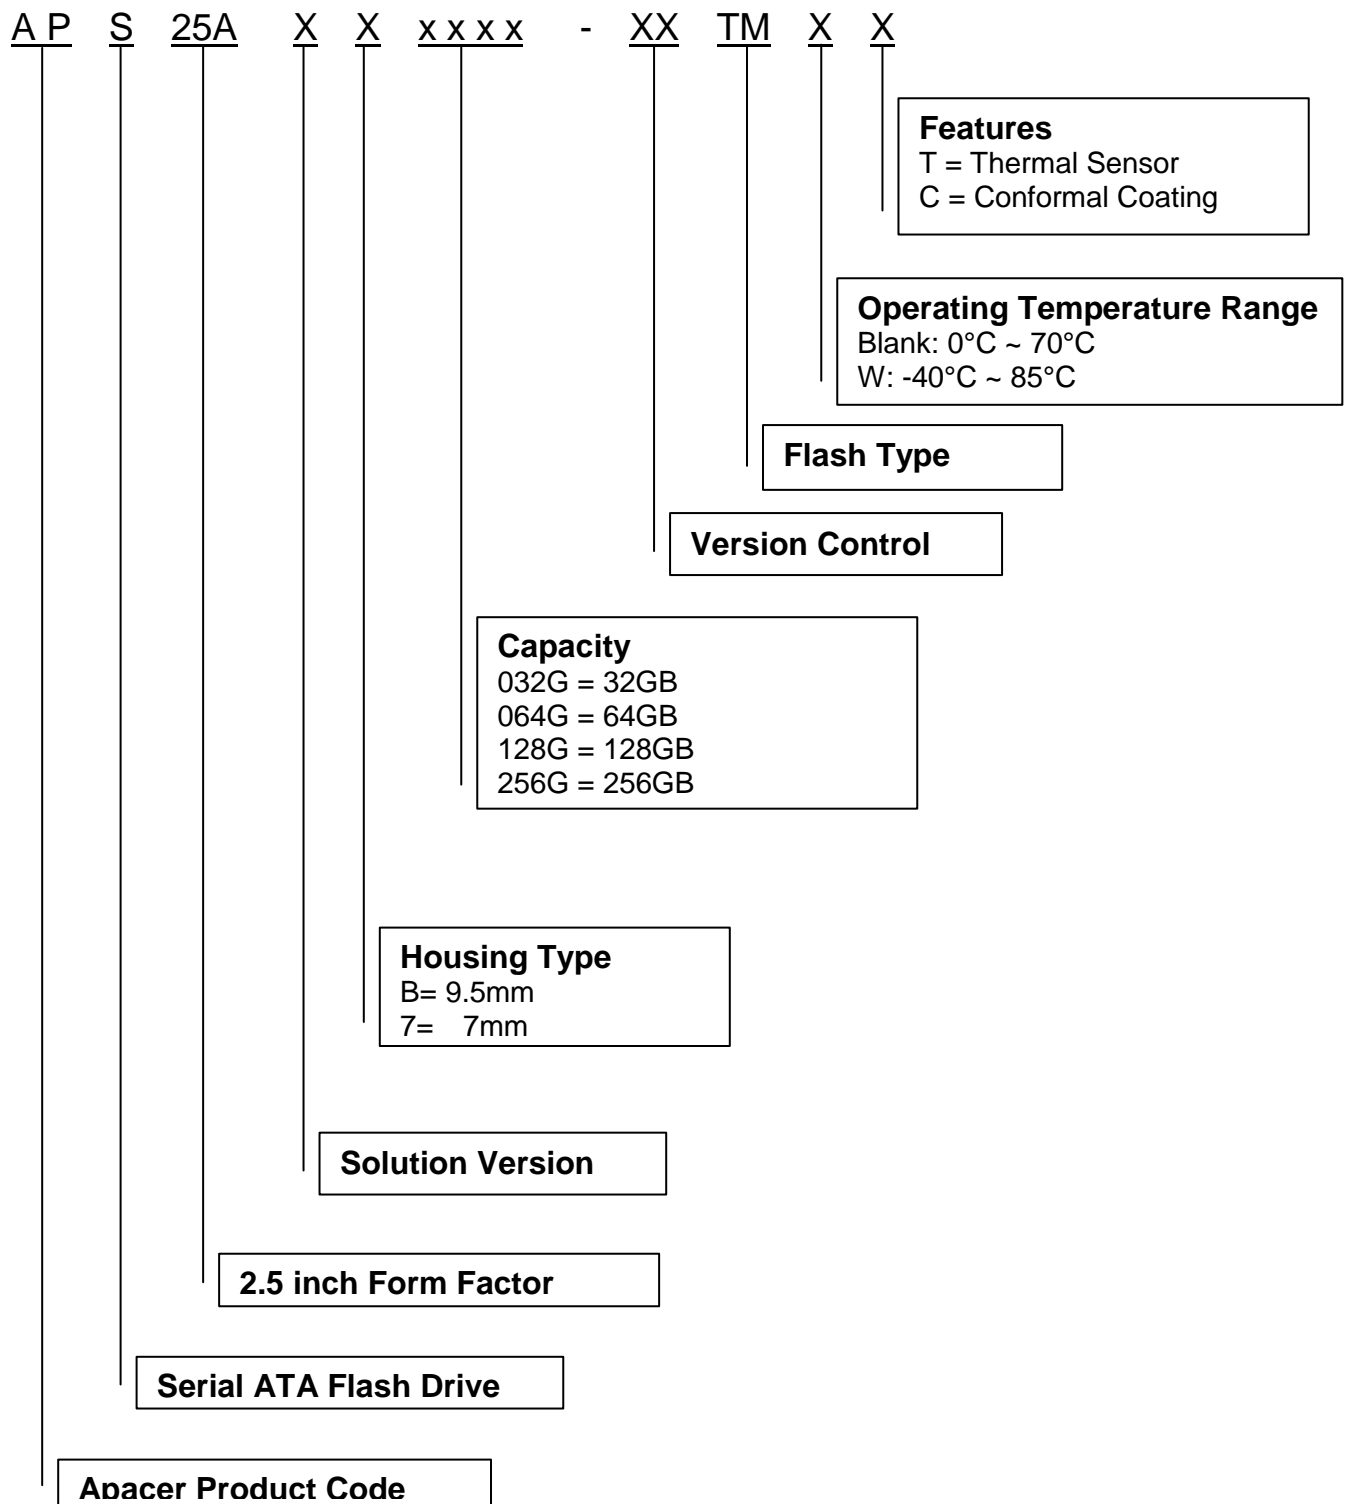 A P S 25A X X x x x x - XX TM X X
Features
T = Thermal Sensor
C = Conformal Coating
Operating Temperature Range
Blank: 0°C ~ 70°C
W: -40°C ~ 85°C
Flash Type
Version Control
Capacity
032G = 32GB
064G = 64GB
128G = 128GB
256G = 256GB
Housing Type
B= 9.5mm
7= 7mm
Solution Version
2.5 inch Form Factor
Serial ATA Flash Drive
Apacer Product Code